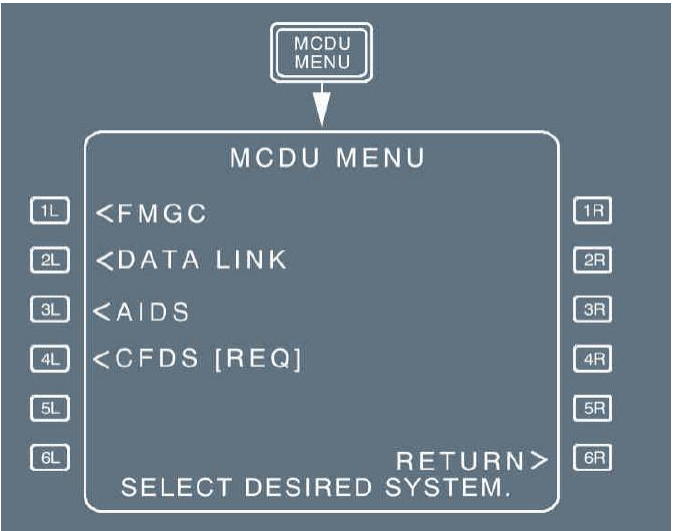 MCDU
MENU
MCDU MENU
1L <FMGC 1R
2L <DATA LINK 2R
3L <AIDS 3R
4L <CFDS [REQ] 4R
5L 5R
6L RETURN> 6R
SELECT DESIRED SYSTEM.